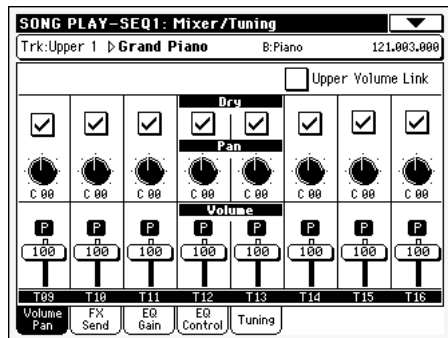 SONG PLAY-SEQ1: Mixer/Tuning
Trk:Upper 1 Grand Piano B:Piano 121.003.000
Upper Volume Link
Dry
Pan
C 00 C 00 C 00 C 00 C 00 C 00 C 00 C 00
Volume
P P P P P P P P
100 100 100 100 100 100 100 100
T09 T10 T11 T12 T13 T14 T15 T16
Volume Pan FX Send EQ Gain EQ Control Tuning